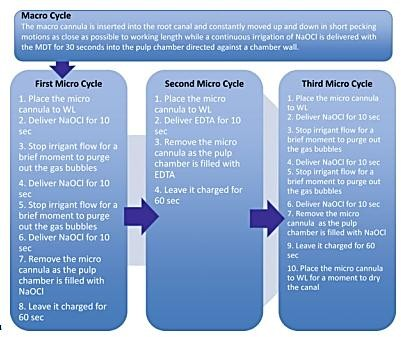 Macro Cycle
The macro cannula is inserted into the root canal and constantly moved up and down in short pecking
motions as close as possible to working length while a continuous irrigation of NaOCl is delivered with
the MDT for 30 seconds into the pulp chamber directed against a chamber wall.
First Micro Cycle
1. Place the micro
cannula to WL
2. Deliver NaOCl for 10
sec
3. Stop irrigant flow for a
brief moment to purge
out the gas bubbles
4. Deliver NaOCl for 10
sec
5. Stop irrigant flow for a
brief moment to purge
out the gas bubbles
6. Deliver NaOCl for 10
sec
7. Remove the micro
cannula as the pulp
chamber is filled with
NaOCl
8. Leave it charged for
60 sec
Second Micro Cycle
1. Place the micro
cannula to WL
2. Deliver EDTA for 10
sec
3. Remove the micro
cannula as the pulp
chamber is filled with
EDTA
4. Leave it charged for
60 sec
Third Micro Cycle
1. Place the micro cannula
to WL
2. Deliver NaOCl for 10 sec
3. Stop irrigant flow for a
brief moment to purge out
the gas bubbles
4. Deliver NaOCl for 10 sec
5. Stop irrigant flow for a
brief moment to purge out
the gas bubbles
6. Deliver NaOCl for 10 sec
7. Remove the micro
cannula as the pulp
chamber is filled with NaOCl
9. Leave it charged for 60
sec
10. Place the micro cannula
to WL for a moment to dry
the canal